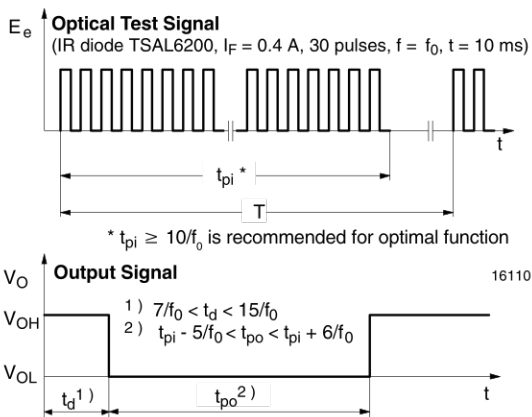 E_e
Optical Test Signal
(IR diode TSAL6200, I_F = 0.4 A, 30 pulses, f = f_0, t = 10 ms)
t
t_pi *
T
* t_pi ≥ 10/f_0 is recommended for optimal function
V_O
Output Signal
16110
V_OH
1) 7/f_0 < t_d < 15/f_0
2) t_pi - 5/f_0 < t_po < t_pi + 6/f_0
V_OL
t_d 1)
t_po 2)
t